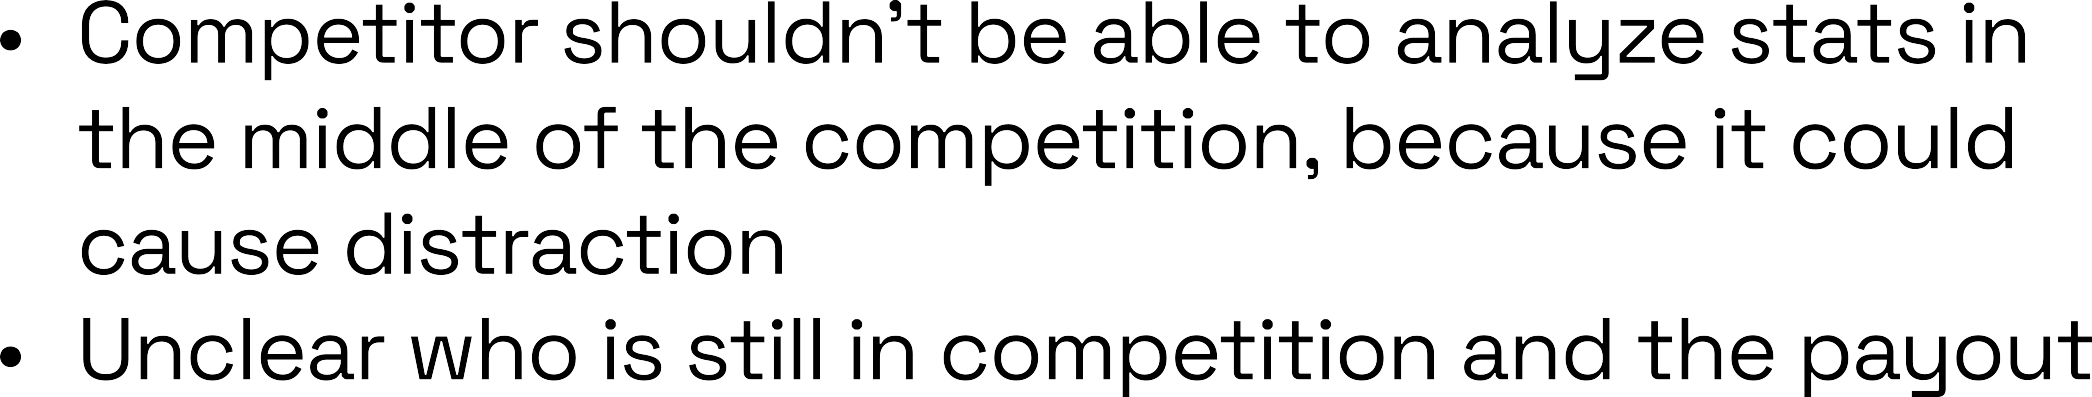 • Competitor shouldn’t be able to analyze stats in
the middle of the competition, because it could
cause distraction
• Unclear who is still in competition and the payout